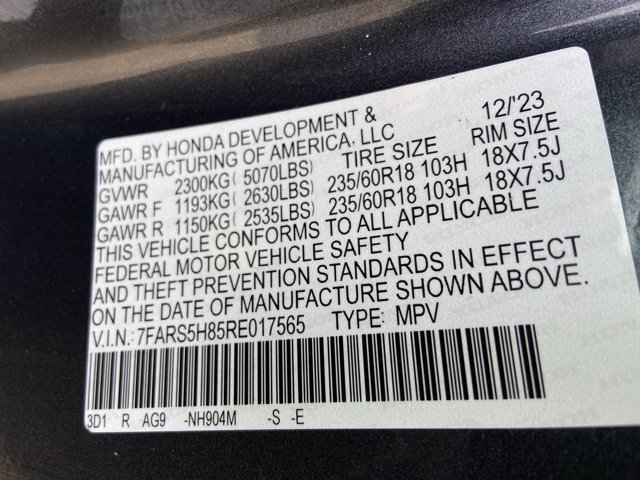 MFD. BY HONDA DEVELOPMENT & 12/'23
MANUFACTURING OF AMERICA, LLC
GVWR 2300KG( 5070LBS) TIRE SIZE RIM SIZE
GAWR F 1193KG( 2630LBS) 235/60R18 103H 18X7.5J
GAWR R 1150KG( 2535LBS) 235/60R18 103H 18X7.5J
THIS VEHICLE CONFORMS TO ALL APPLICABLE
FEDERAL MOTOR VEHICLE SAFETY
AND THEFT PREVENTION STANDARDS IN EFFECT
ON THE DATE OF MANUFACTURE SHOWN ABOVE.
V.I.N.:7FARS5H85RE017565 TYPE: MPV
3D1 R AG9 -NH904M -S -E